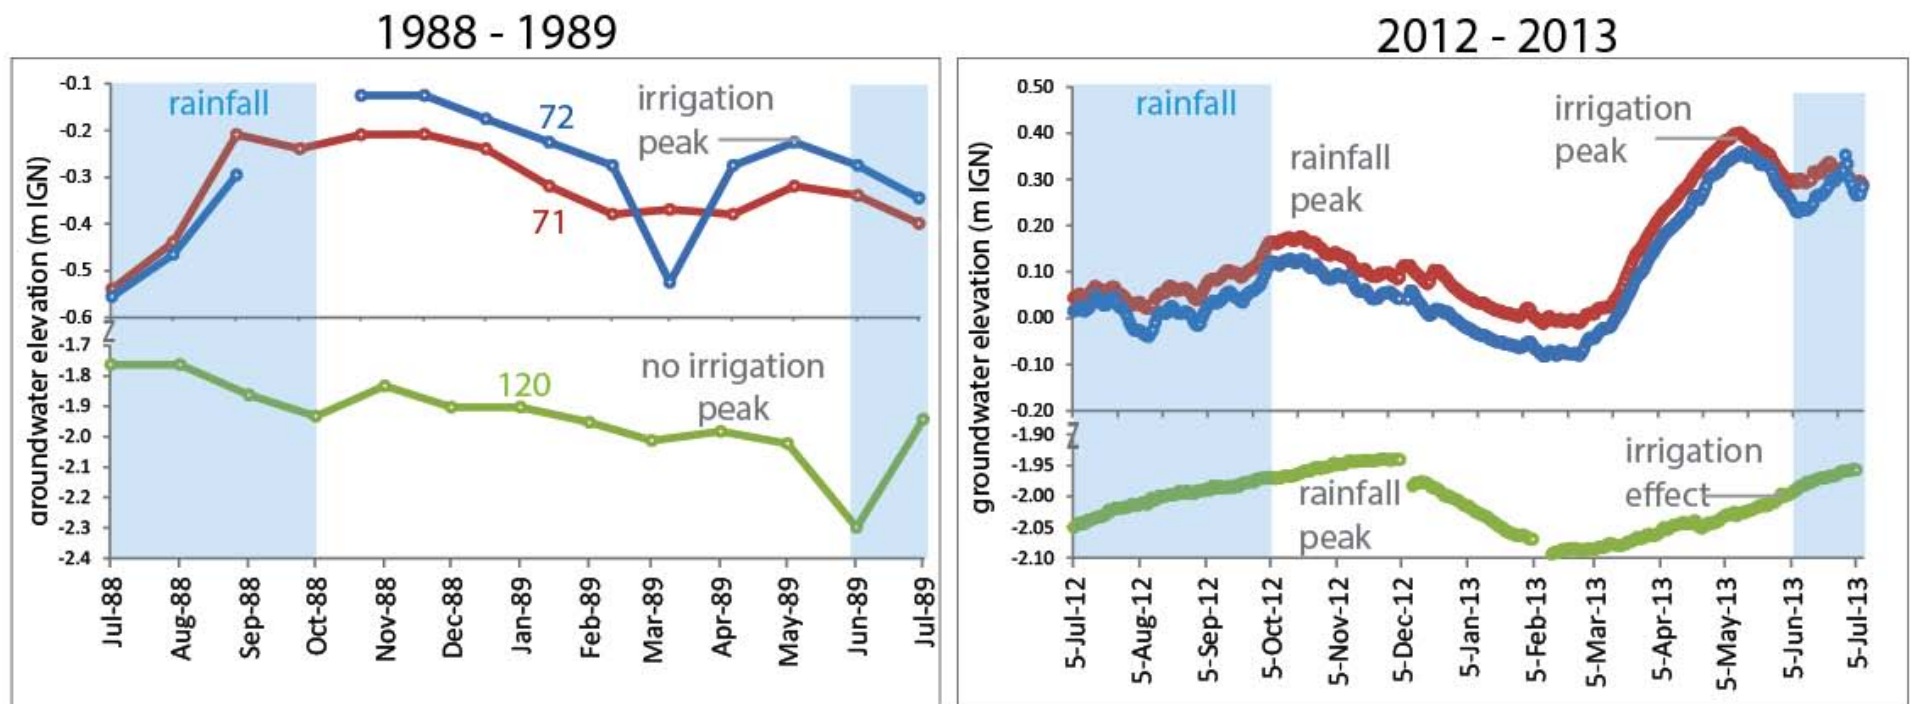 1988 - 1989
groundwater elevation (m IGN)
-0.1
-0.2
-0.3
-0.4
-0.5
-0.6
-1.7
-1.8
-1.9
-2.0
-2.1
-2.2
-2.3
-2.4
rainfall
72
71
irrigation
peak
120
no irrigation
peak
Jul-88
Aug-88
Sep-88
Oct-88
Nov-88
Dec-88
Jan-89
Feb-89
Mar-89
Apr-89
May-89
Jun-89
Jul-89
2012 - 2013
groundwater elevation (m IGN)
0.50
0.40
0.30
0.20
0.10
0.00
-0.10
-0.20
-1.90
-1.95
-2.00
-2.05
-2.10
rainfall
rainfall
peak
irrigation
peak
rainfall
peak
irrigation
effect
5-Jul-12
5-Aug-12
5-Sep-12
5-Oct-12
5-Nov-12
5-Dec-12
5-Jan-13
5-Feb-13
5-Mar-13
5-Apr-13
5-May-13
5-Jun-13
5-Jul-13